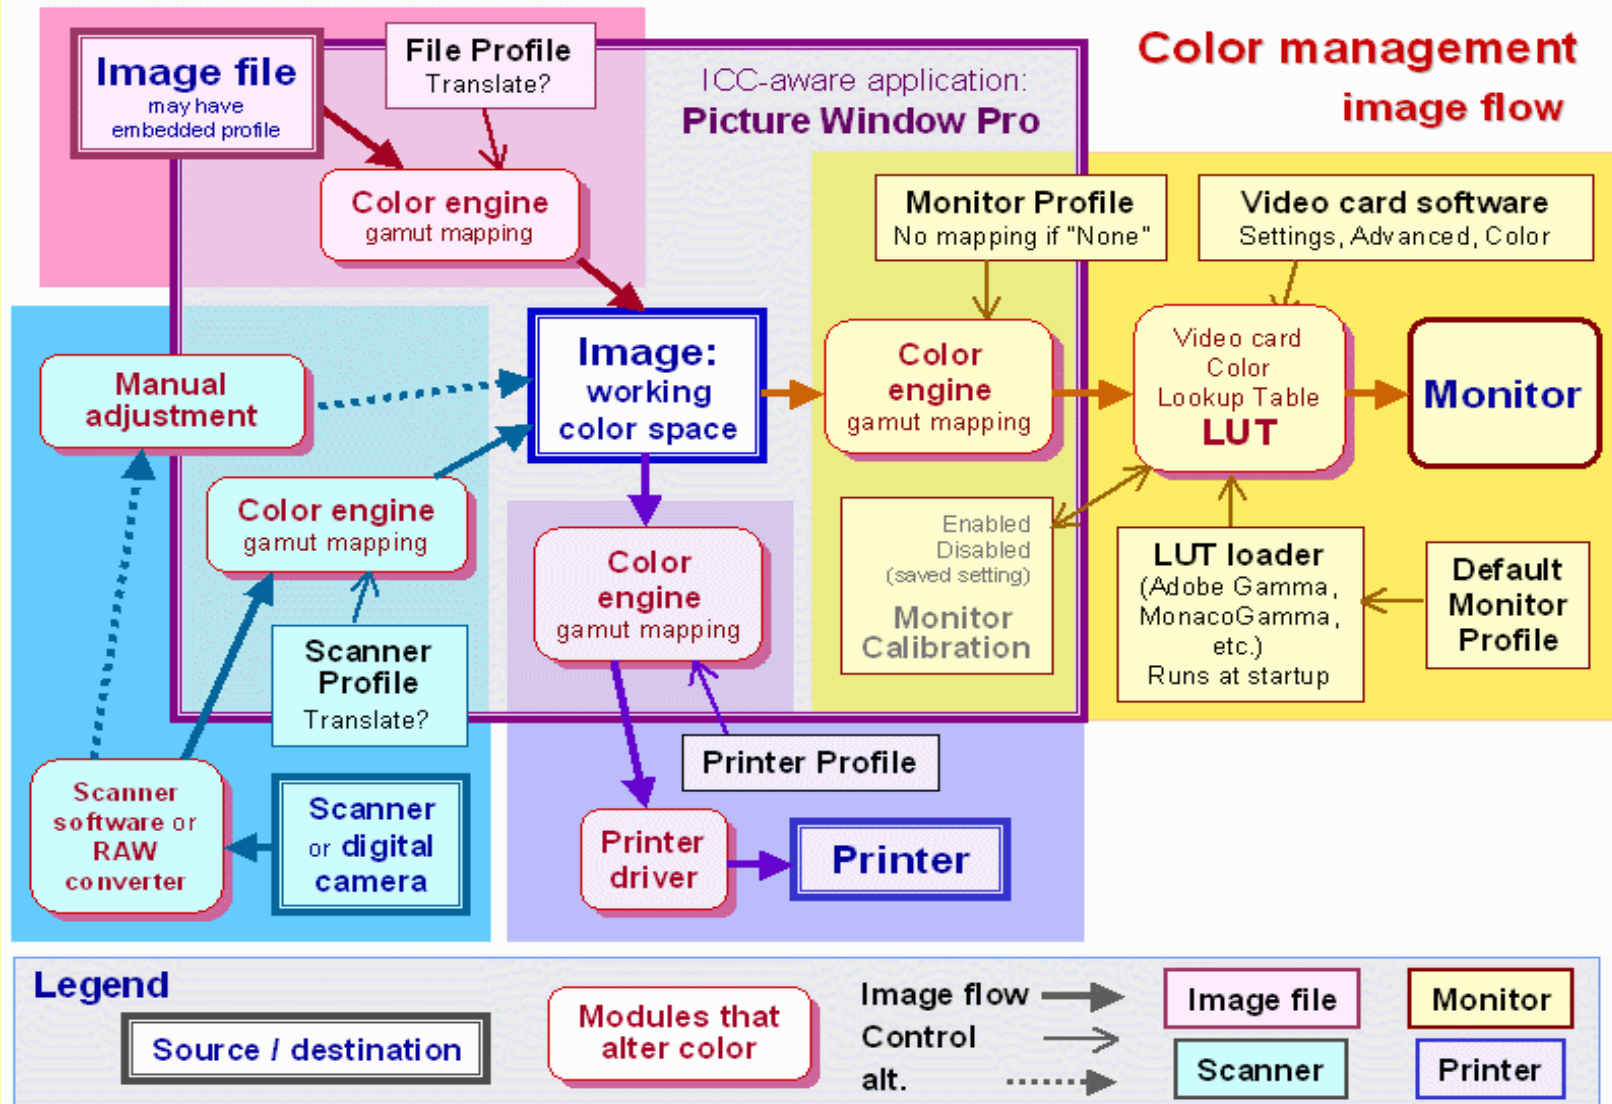 Color management
image flow
Image file
may have
embedded profile
File Profile
Translate?
ICC-aware application:
Picture Window Pro
Color engine
gamut mapping
Monitor Profile
No mapping if "None"
Video card software
Settings, Advanced, Color
Manual
adjustment
Image:
working
color space
Color
engine
gamut mapping
Video card
Color
Lookup Table
LUT
Monitor
Color engine
gamut mapping
Scanner
Profile
Translate?
Color
engine
gamut mapping
Enabled
Disabled
(saved setting)
Monitor
Calibration
LUT loader
(Adobe Gamma,
MonacoGamma,
etc.)
Runs at startup
Default
Monitor
Profile
Printer Profile
Scanner
software or
RAW
converter
Scanner
or digital
camera
Printer
driver
Printer
Legend
Source / destination
Modules that
alter color
Image flow
Control
alt.
Image file
Monitor
Scanner
Printer